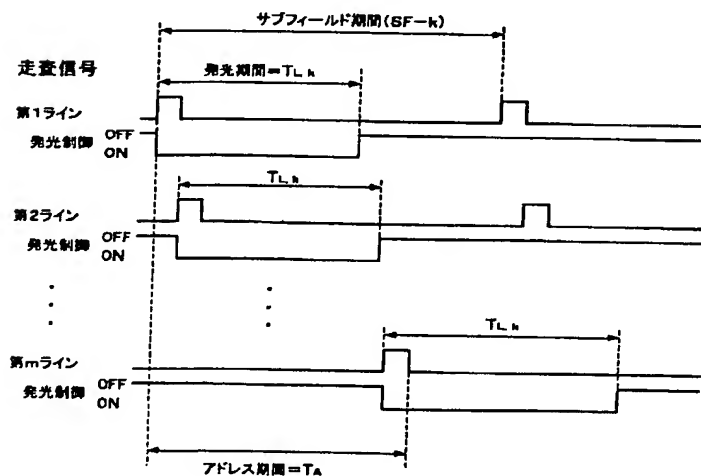 サブフィールド期間(SF-k)
走査信号
発光期間=TL,k
第1ライン
発光制御 OFF
ON
TL,k
第2ライン
発光制御 OFF
ON
TL,k
第mライン
発光制御 OFF
ON
アドレス期間=TA